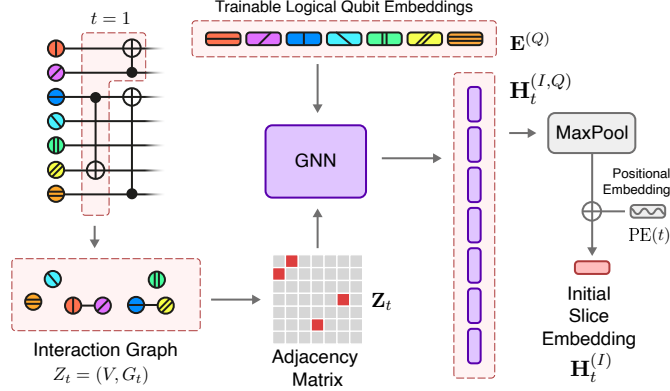 t = 1
Trainable Logical Qubit Embeddings
E^(Q)
H_t^(I,Q)
GNN
MaxPool
Positional
Embedding
PE(t)
Z_t
Initial
Slice
Embedding
H_t^(I)
Interaction Graph
Z_t = (V, G_t)
Adjacency
Matrix